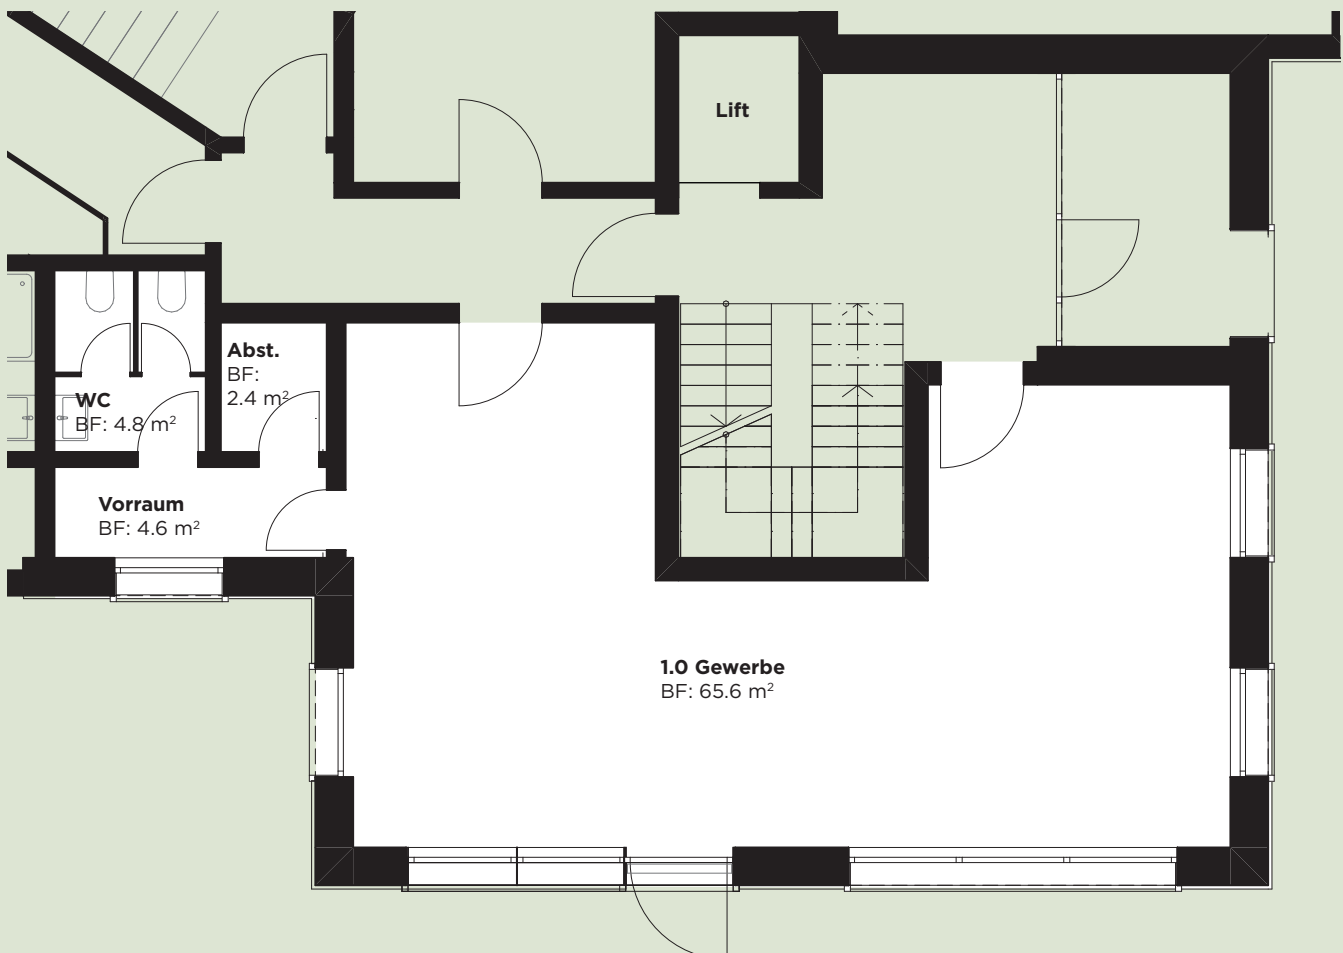 Lift
Abst.
BF:
2.4 m²
WC
BF: 4.8 m²
Vorraum
BF: 4.6 m²
1.0 Gewerbe
BF: 65.6 m²